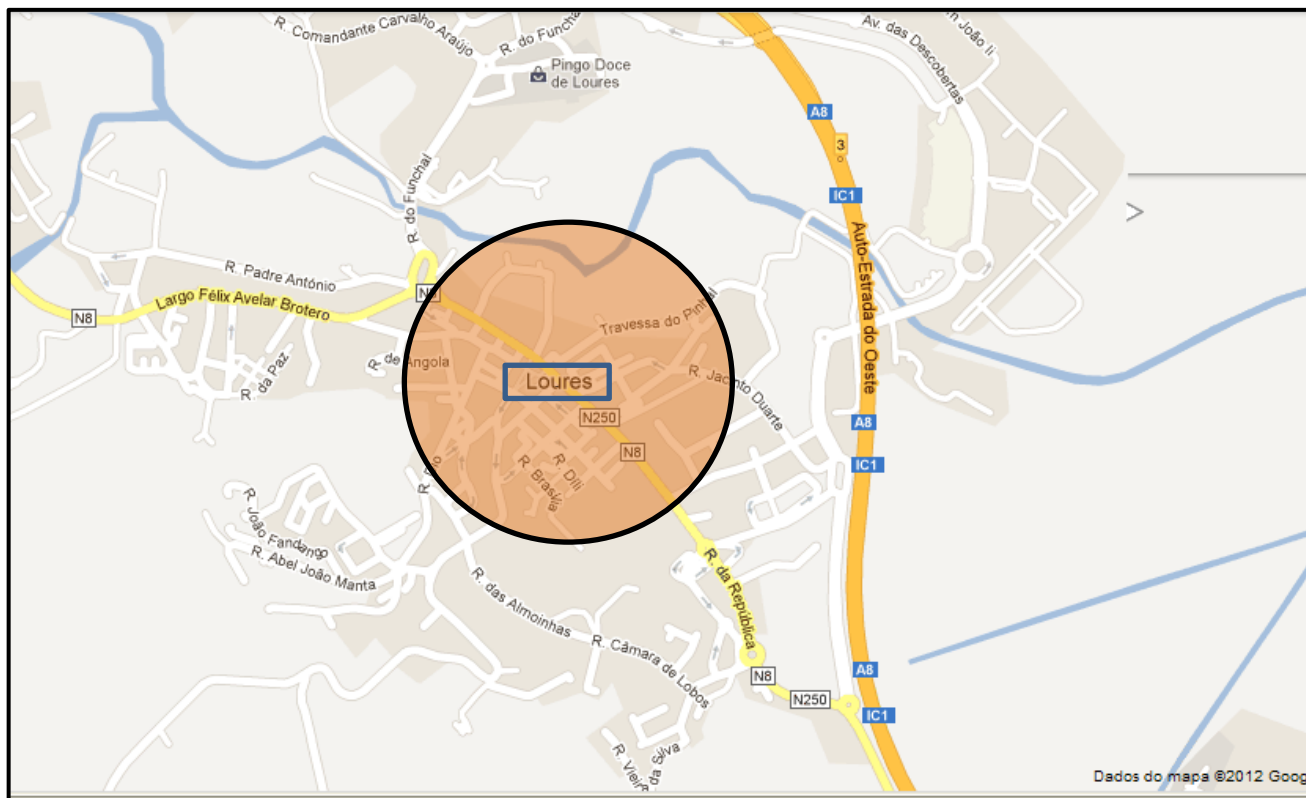 R. Comandante Carvalho Araújo
R. do Funchal
Pingo Doce
de Loures
Av. das Descobertas
João Ii
A8
3
IC1
R. do Funchal
R. Padre António
Largo Félix Avelar Brotero
N8
Auto-Estrada do Oeste
Travessa do Pinhal
R. da Paz
R. de Angola
Loures
R. Jacinto Duarte
N250
N8
A8
IC1
R. Dili
R. Brasília
R. João Fandango
R. Abel João Manta
R. das Almoinhas
R. da República
R. Câmara de Lobos
N8
N250
A8
IC1
da Silva
Dados do mapa ©2012 Goog